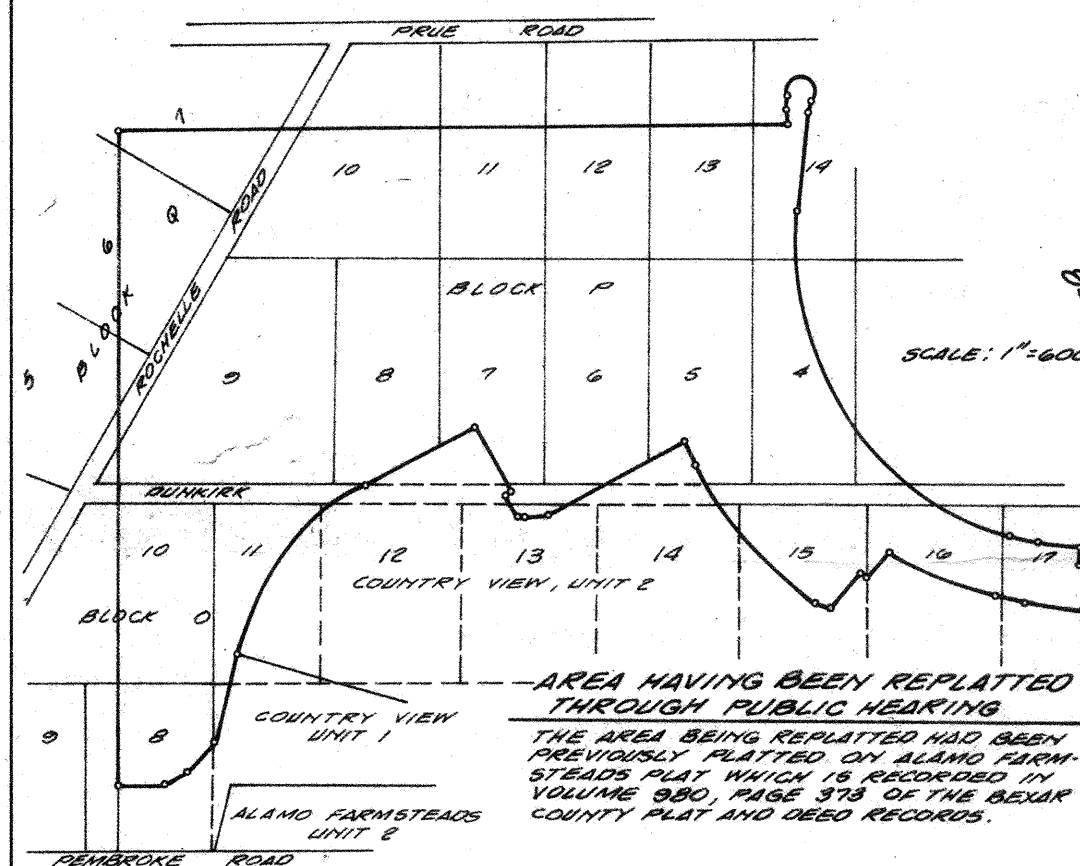 PRUE ROAD
1
10
11
12
13
14
ROAD
Q
6
BLOCK
ROCHELLE
BLOCK P
SCALE: 1"=600
9
8
7
6
5
4
BUNKIRK
10
11
12
13
14
15
16
17
COUNTRY VIEW, UNIT 2
BLOCK O
AREA HAVING BEEN REPLATTED
THROUGH PUBLIC HEARING
COUNTRY VIEW
UNIT 1
9
8
THE AREA BEING REPLATTED HAD BEEN
PREVIOUSLY PLATTED ON ALAMO FARM-
STEADS PLAT WHICH IS RECORDED IN
VOLUME 980, PAGE 373 OF THE BEXAR
COUNTY PLAT AND DEED RECORDS.
ALAMO FARMSTEADS
UNIT 2
PEMBROKE ROAD